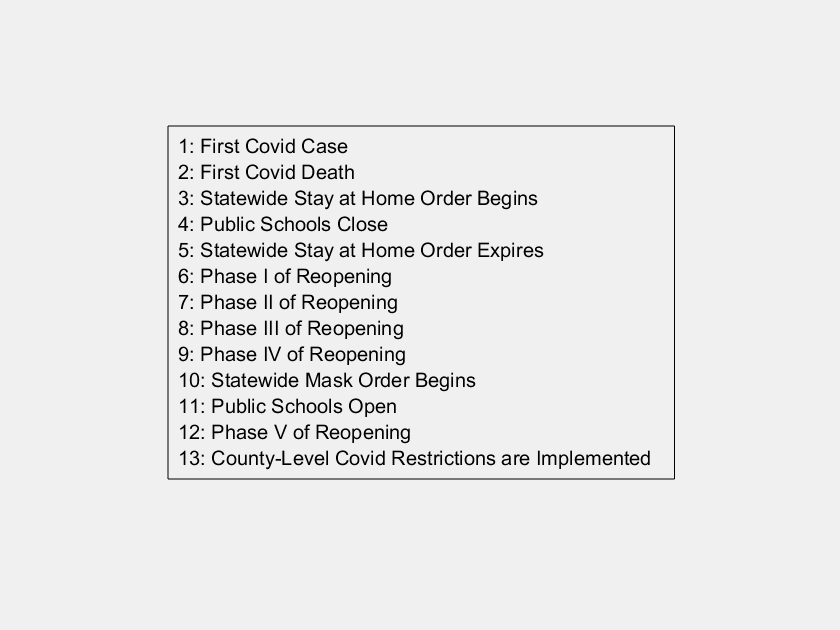 1: First Covid Case
2: First Covid Death
3: Statewide Stay at Home Order Begins
4: Public Schools Close
5: Statewide Stay at Home Order Expires
6: Phase I of Reopening
7: Phase II of Reopening
8: Phase III of Reopening
9: Phase IV of Reopening
10: Statewide Mask Order Begins
11: Public Schools Open
12: Phase V of Reopening
13: County-Level Covid Restrictions are Implemented